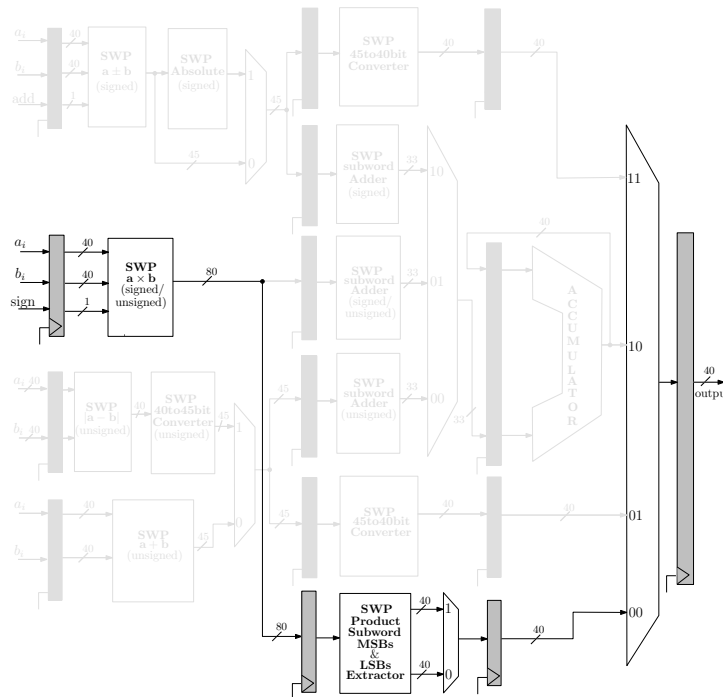 a_i
40
b_i
40
add
1
SWP
a ± b
(signed)
SWP
Absolute
(signed)
1
0
45
45
SWP
45to40bit
Converter
40
40
SWP
subword
Adder
(signed)
33
10
11
a_i
40
b_i
40
sign
1
SWP
a × b
(signed/
unsigned)
80
SWP
subword
Adder
(signed/
unsigned)
33
01
40
ACCUMULATOR
10
40
output
a_i 40
b_i 40
SWP
|a − b|
(unsigned)
40
SWP
40to45bit
Converter
(unsigned)
45
1
0
45
SWP
subword
Adder
(unsigned)
33
00
33
a_i
40
b_i
40
SWP
a + b
(unsigned)
45
45
SWP
45to40bit
Converter
40
40
01
80
SWP
Product
Subword
MSBs
&
LSBs
Extractor
40
1
40
0
40
00